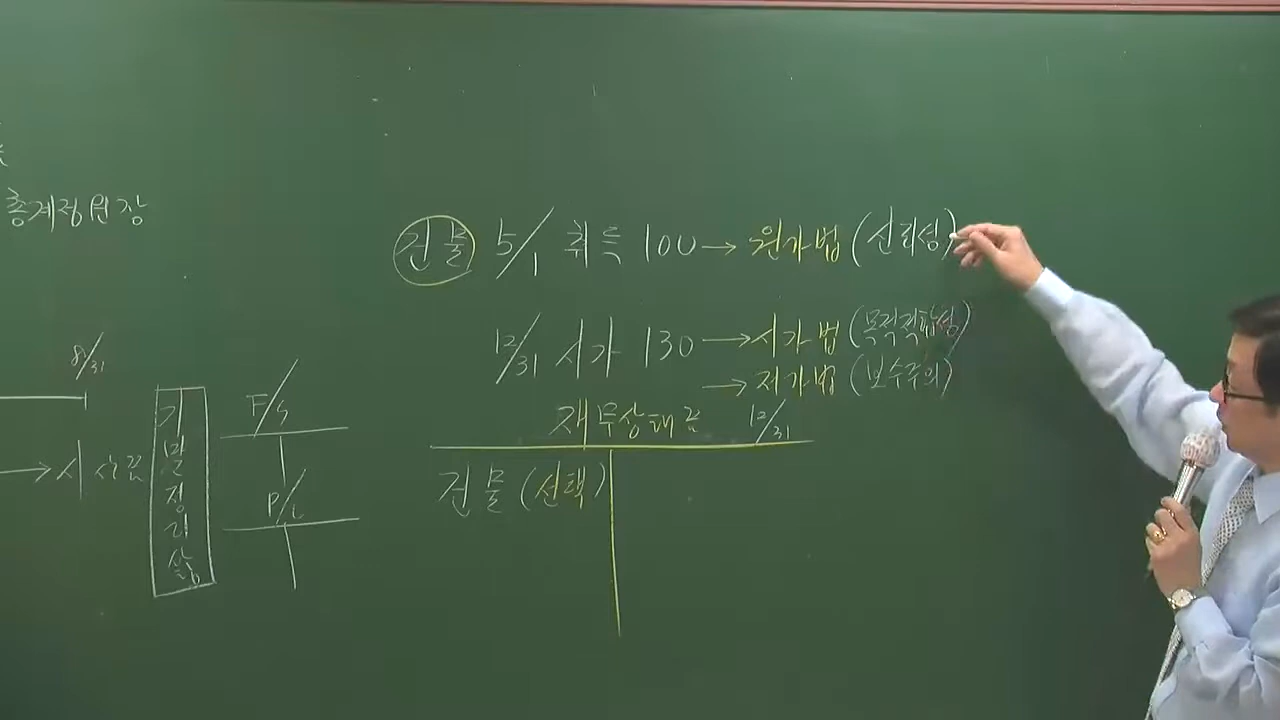 총계정원장
건물 5/1 취득 100 → 원가법 (신뢰성)
12/31 시가 130 → 시가법 (목적적합성)
→ 저가법 (보수주의)
재무상태표 12/31
건물 (선택)
8/31
→ 시산표
기말정리사항
F/S
P/L